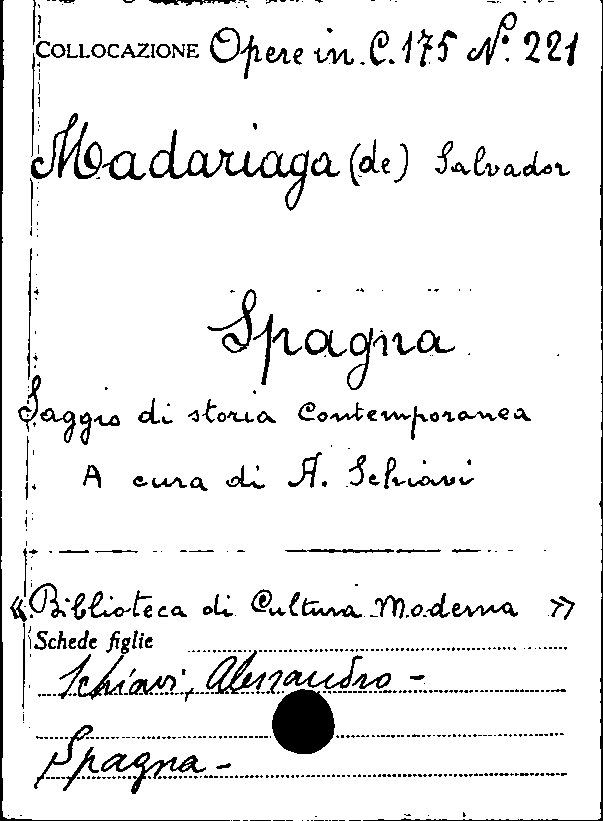 COLLOCAZIONE Opere in. C. 175 N.° 221
Madariaga (de) Salvador
Spagna
Saggio di storia Contemporanea
A cura di A. Schiavi
«Biblioteca di Cultura Moderna»
Schede figlie
Schiavi, Alessandro -
Spagna -